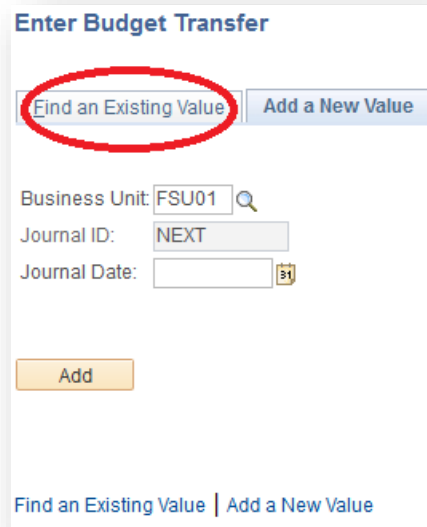 Enter Budget Transfer
Find an Existing Value Add a New Value
Business Unit: FSU01
Journal ID: NEXT
Journal Date: 31
Add
Find an Existing Value | Add a New Value